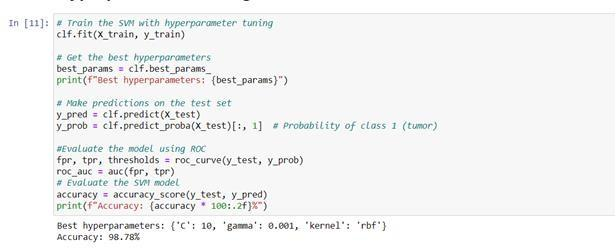 In [11]: # Train the SVM with hyperparameter tuning
clf.fit(X_train, y_train)
# Get the best hyperparameters
best_params = clf.best_params_
print(f"Best hyperparameters: {best_params}")
# Make predictions on the test set
y_pred = clf.predict(X_test)
y_prob = clf.predict_proba(X_test)[:, 1]  # Probability of class 1 (tumor)
#Evaluate the model using ROC
fpr, tpr, thresholds = roc_curve(y_test, y_prob)
roc_auc = auc(fpr, tpr)
# Evaluate the SVM model
accuracy = accuracy_score(y_test, y_pred)
print(f"Accuracy: {accuracy * 100:.2f}%")
Best hyperparameters: {'C': 10, 'gamma': 0.001, 'kernel': 'rbf'}
Accuracy: 98.78%